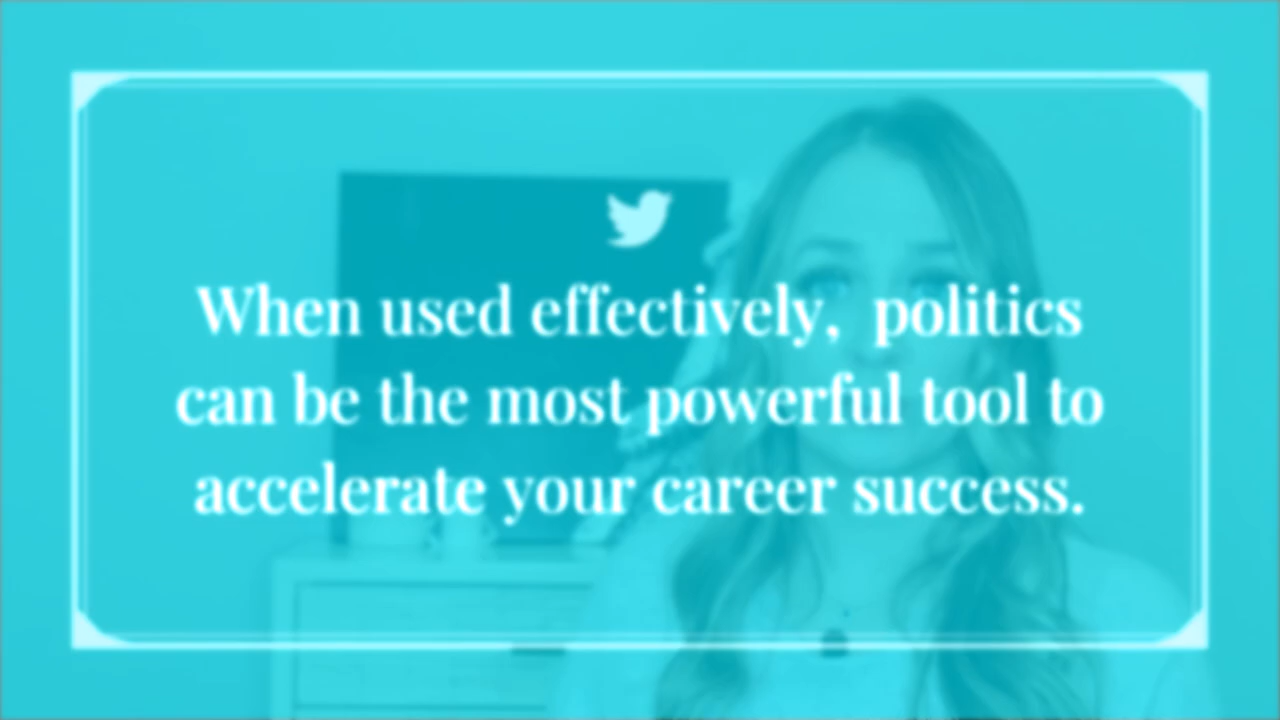 When used effectively,  politics
can be the most powerful tool to
accelerate your career success.